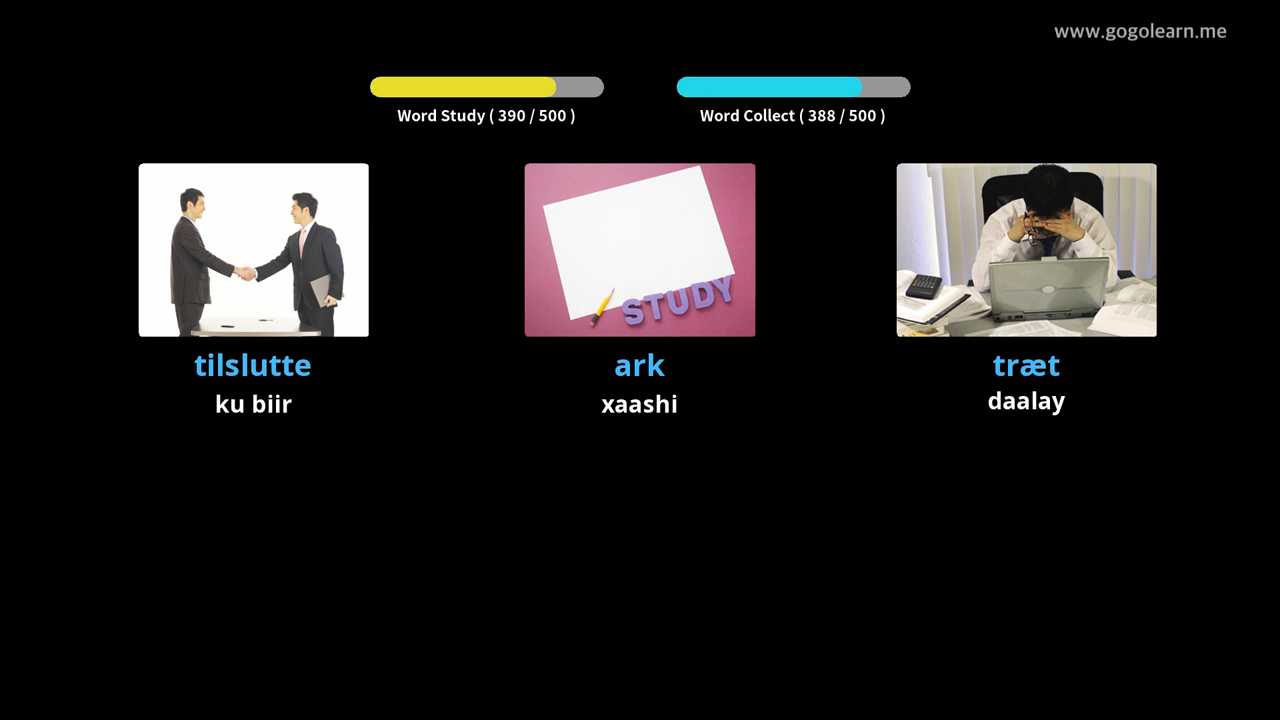 www.gogolearn.me
Word Study ( 390 / 500 )
Word Collect ( 388 / 500 )
STUDY
tilslutte
ark
træt
ku biir
xaashi
daalay